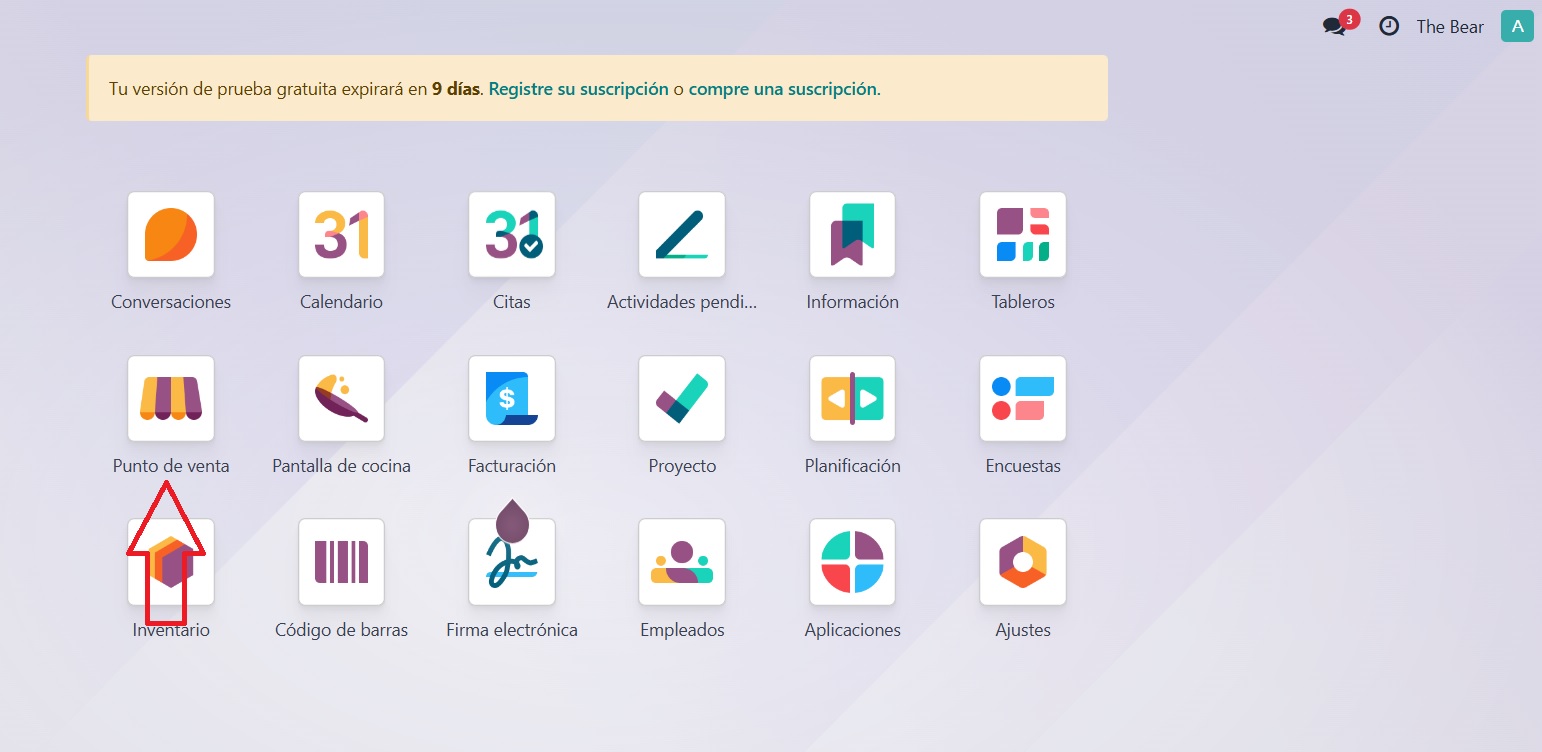 3
The Bear
A
Tu versión de prueba gratuita expirará en 9 días. Registre su suscripción o compre una suscripción.
31
31
Conversaciones
Calendario
Citas
Actividades pendi...
Información
Tableros
$
Punto de venta
Pantalla de cocina
Facturación
Proyecto
Planificación
Encuestas
Inventario
Código de barras
Firma electrónica
Empleados
Aplicaciones
Ajustes